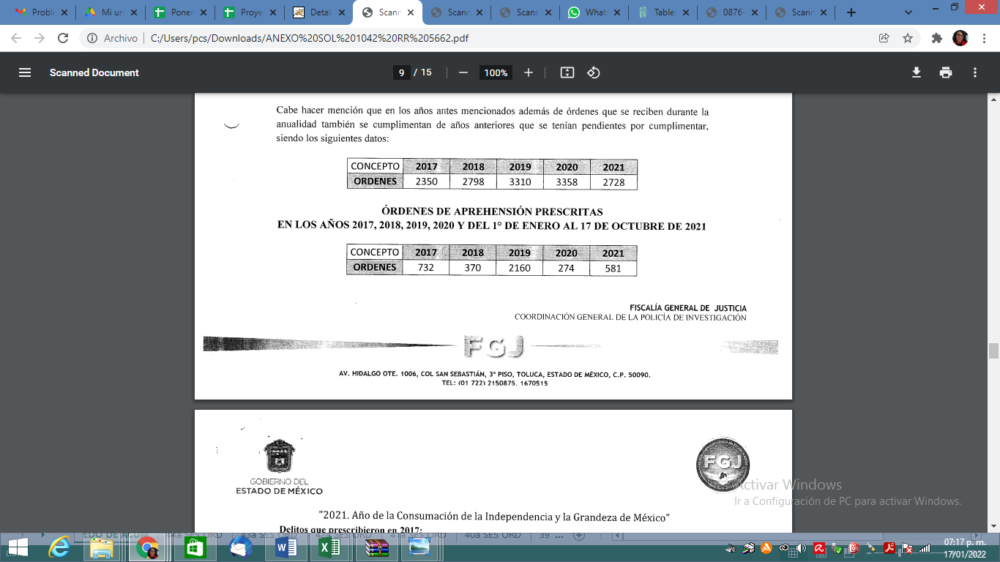 Probl
Mi un
Poner
Proye
Detall
Scann
Scann
Scann
Whats
Tables
0876-
Scann
Archivo
C:/Users/pcs/Downloads/ANEXO%20SOL%201042%20RR%205662.pdf
Scanned Document
9 / 15
100%
Cabe hacer mención que en los años antes mencionados además de órdenes que se reciben durante la
anualidad también se cumplimentan de años anteriores que se tenían pendientes por cumplimentar,
siendo los siguientes datos:
CONCEPTO 2017 2018 2019 2020 2021
ORDENES 2350 2798 3310 3358 2728
ÓRDENES DE APREHENSIÓN PRESCRITAS
EN LOS AÑOS 2017, 2018, 2019, 2020 Y DEL 1° DE ENERO AL 17 DE OCTUBRE DE 2021
CONCEPTO 2017 2018 2019 2020 2021
ORDENES 732 370 2160 274 581
FISCALÍA GENERAL DE JUSTICIA
COORDINACIÓN GENERAL DE LA POLICÍA DE INVESTIGACIÓN
FGJ
AV. HIDALGO OTE. 1006, COL SAN SEBASTIÁN, 3° PISO, TOLUCA, ESTADO DE MÉXICO, C.P. 50090.
TEL: (01 722) 2150875, 1670515
GOBIERNO DEL
ESTADO DE MÉXICO
FGJ
Activar Windows
Ir a Configuración de PC para activar Windows.
"2021. Año de la Consumación de la Independencia y la Grandeza de México"
Delitos que prescribieron en 2017:
44a SES ORD
43a SES ORD
42a SES ORD
41a SES ORD
40a SES ORD
39 ...
07:17 p. m.
17/01/2022